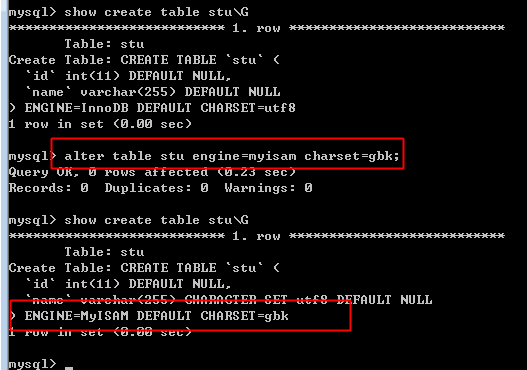 mysql> show create table stu\G
*************************** 1. row ***************************
Table: stu
Create Table: CREATE TABLE `stu` (
`id` int(11) DEFAULT NULL,
`name` varchar(255) DEFAULT NULL
) ENGINE=InnoDB DEFAULT CHARSET=utf8
1 row in set (0.00 sec)
mysql> alter table stu engine=myisam charset=gbk;
Query OK, 0 rows affected (0.23 sec)
Records: 0 Duplicates: 0 Warnings: 0
mysql> show create table stu\G
*************************** 1. row ***************************
Table: stu
Create Table: CREATE TABLE `stu` (
`id` int(11) DEFAULT NULL,
`name` varchar(255) CHARACTER SET utf8 DEFAULT NULL
) ENGINE=MyISAM DEFAULT CHARSET=gbk
1 row in set (0.00 sec)
mysql>